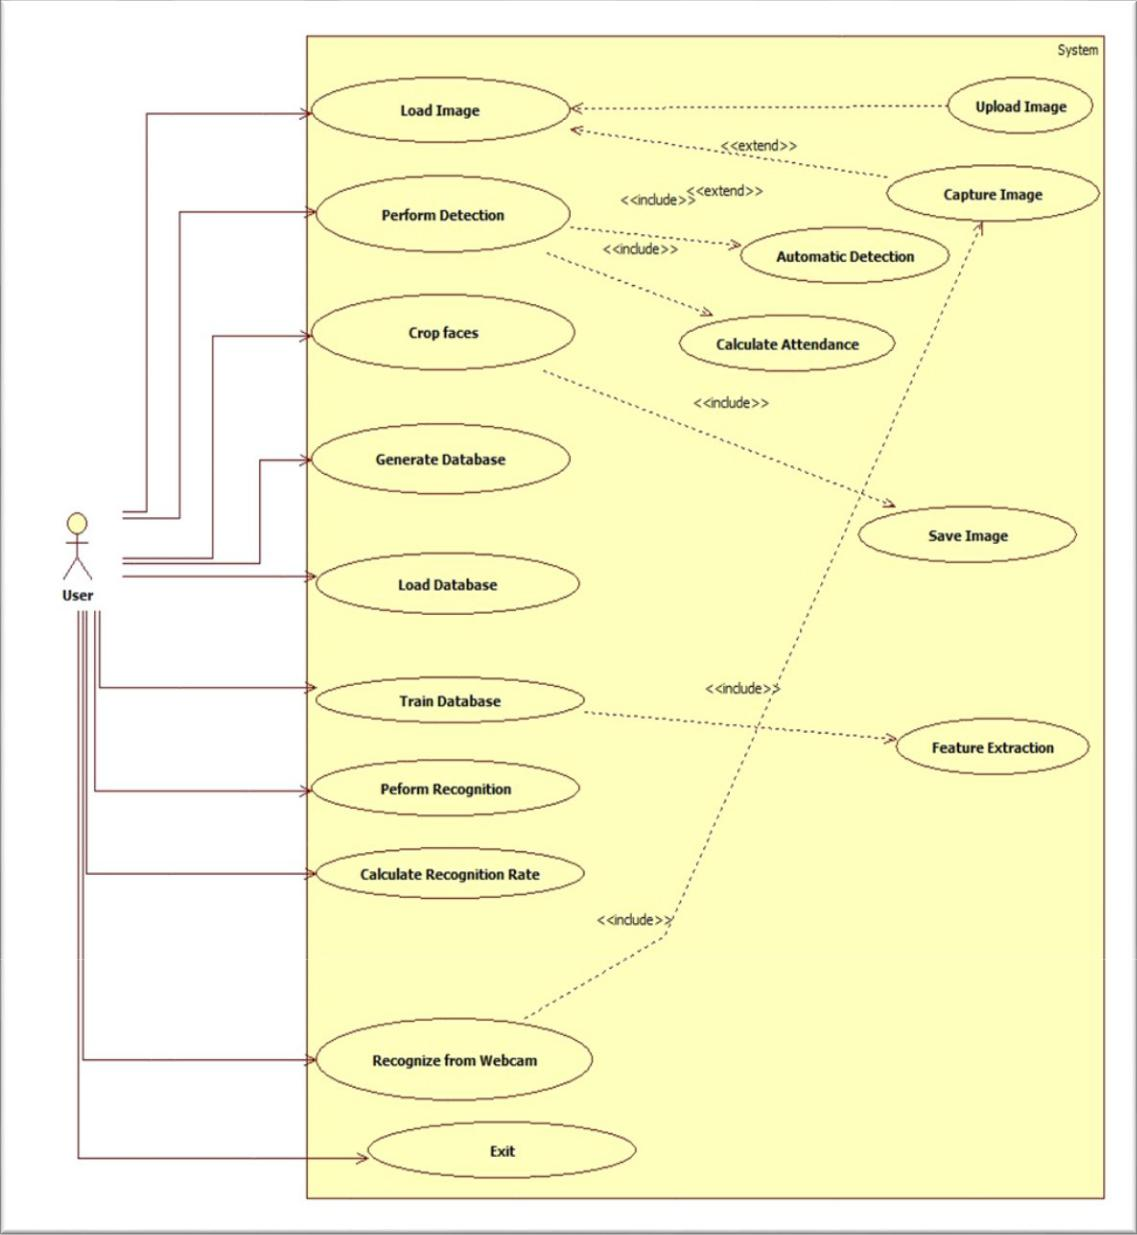 System
Load Image
Upload Image
<<extend>>
Capture Image
<<extend>>
<<include>>
Perform Detection
<<include>>
Automatic Detection
Crop faces
Calculate Attendance
<<include>>
Generate Database
Save Image
Load Database
User
<<include>>
Train Database
Feature Extraction
Peform Recognition
Calculate Recognition Rate
<<include>>
Recognize from Webcam
Exit